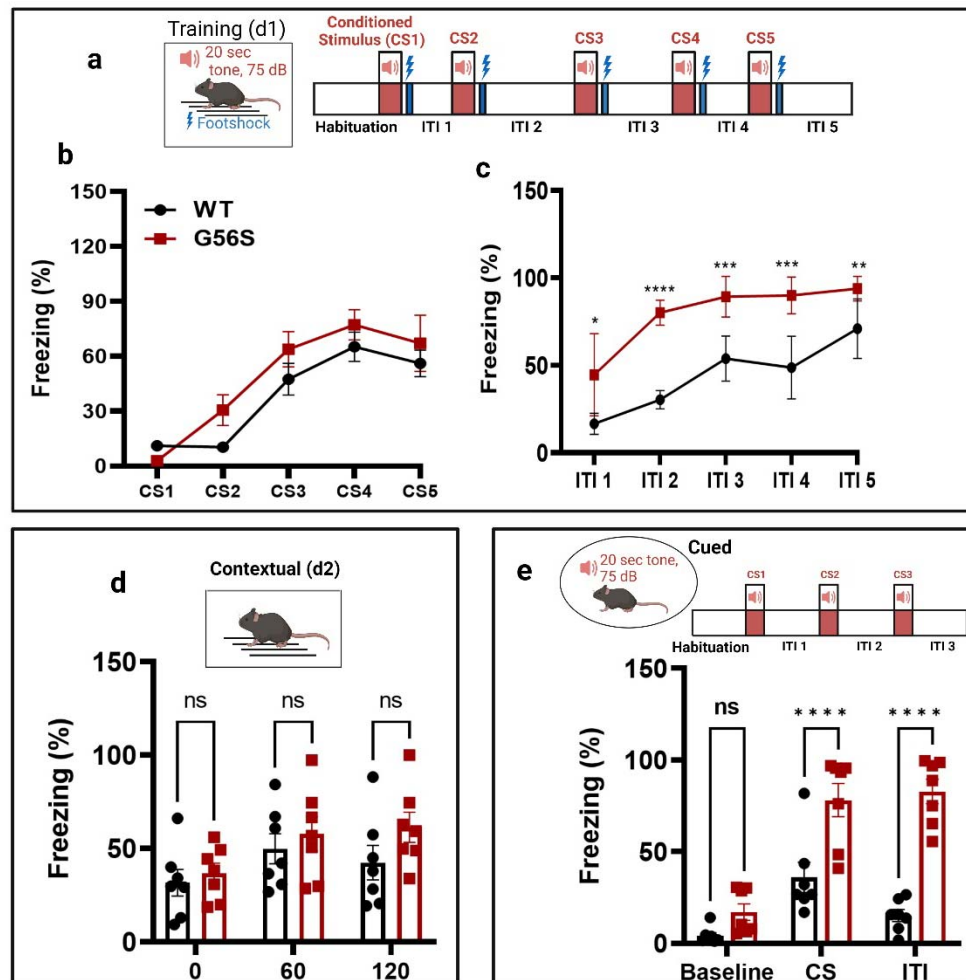 a
Training (d1)
20 sec
tone, 75 dB
Footshock
Conditioned
Stimulus (CS1)
CS2
CS3
CS4
CS5
Habituation
ITI 1
ITI 2
ITI 3
ITI 4
ITI 5
b
Freezing (%)
150
120
90
60
30
0
WT
G56S
CS1
CS2
CS3
CS4
CS5
c
Freezing (%)
150
100
50
0
*
****
***
***
**
ITI 1
ITI 2
ITI 3
ITI 4
ITI 5
d
Contextual (d2)
Freezing (%)
150
100
50
0
ns
ns
ns
0
60
120
e
20 sec tone,
75 dB
Cued
CS1
CS2
CS3
Habituation
ITI 1
ITI 2
ITI 3
Freezing (%)
150
100
50
0
ns
****
****
Baseline
CS
ITI